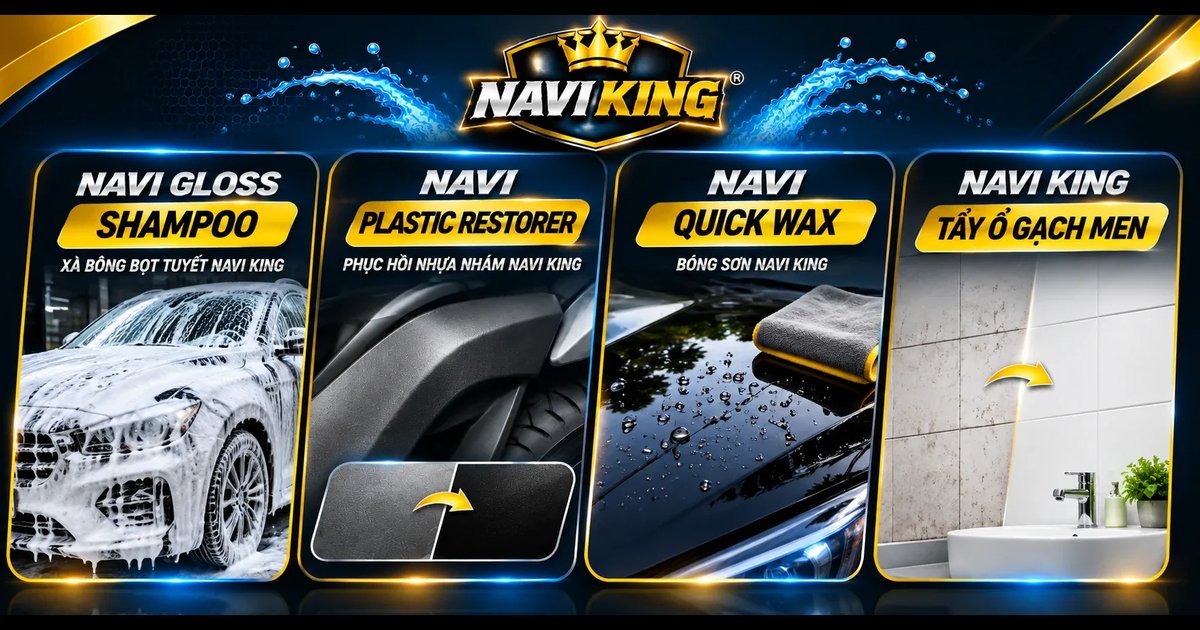 NAVI KING®
NAVI GLOSS
SHAMPOO
XÀ BÔNG BỌT TUYẾT NAVI KING
NAVI
PLASTIC RESTORER
PHỤC HỒI NHỰA NHÁM NAVI KING
NAVI
QUICK WAX
BÓNG SƠN NAVI KING
NAVI KING
TẨY Ổ GẠCH MEN